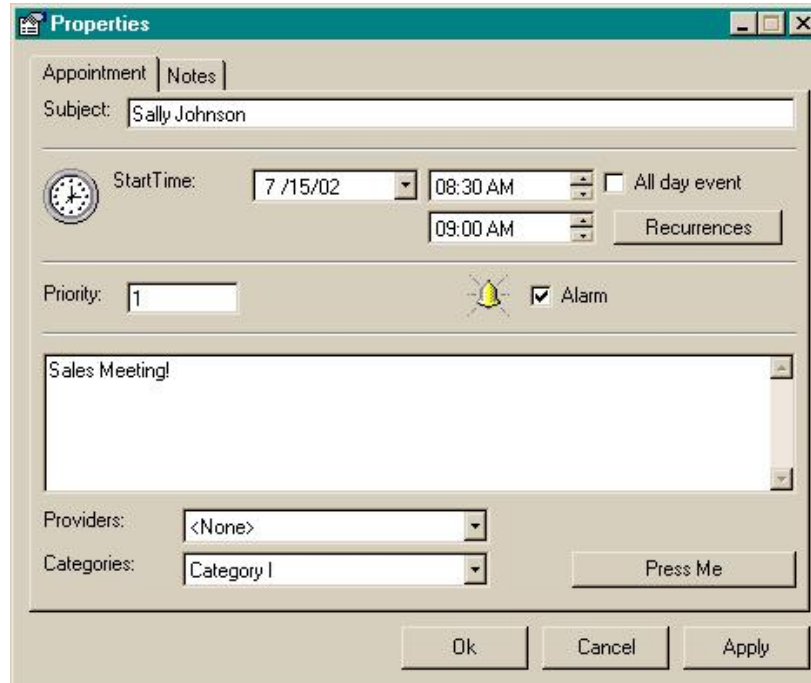 Properties
Appointment Notes
Subject: Sally Johnson
StartTime: 7 /15/02 08:30 AM All day event
09:00 AM Recurrences
Priority: 1 Alarm
Sales Meeting!
Providers: <None>
Categories: Category I
Press Me
Ok Cancel Apply